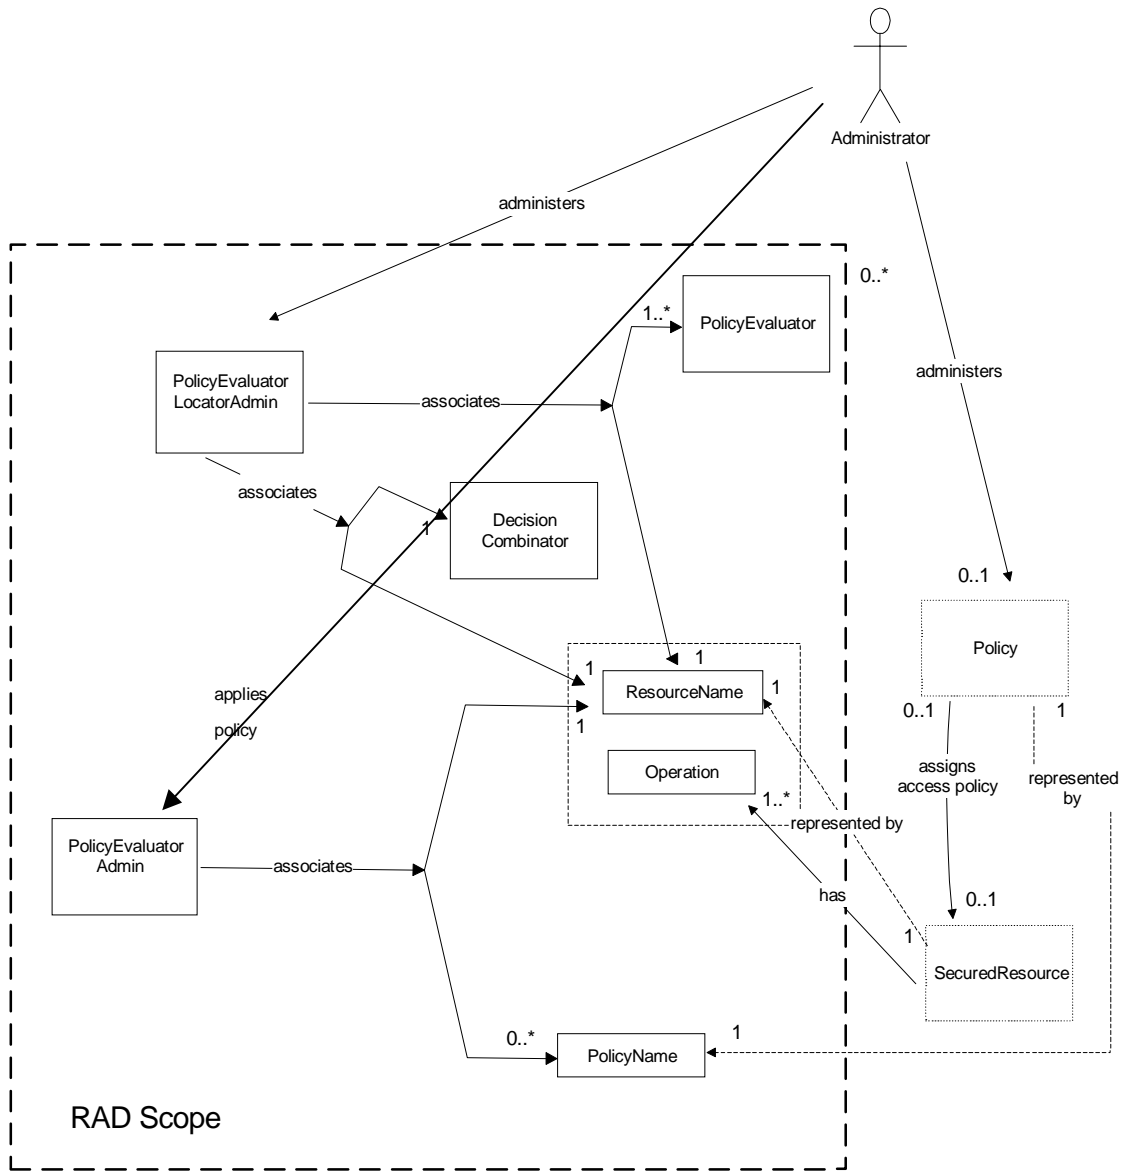 Administrator
administers
0..*
1..*
PolicyEvaluator
administers
PolicyEvaluator
LocatorAdmin
associates
associates
Decision
Combinator
1
0..1
Policy
1
1
ResourceName
1
applies
policy
1
0..1
1
Operation
assigns
access policy
represented
by
1..*
represented by
PolicyEvaluator
Admin
associates
has
0..1
1
SecuredResource
0..*
1
PolicyName
RAD Scope